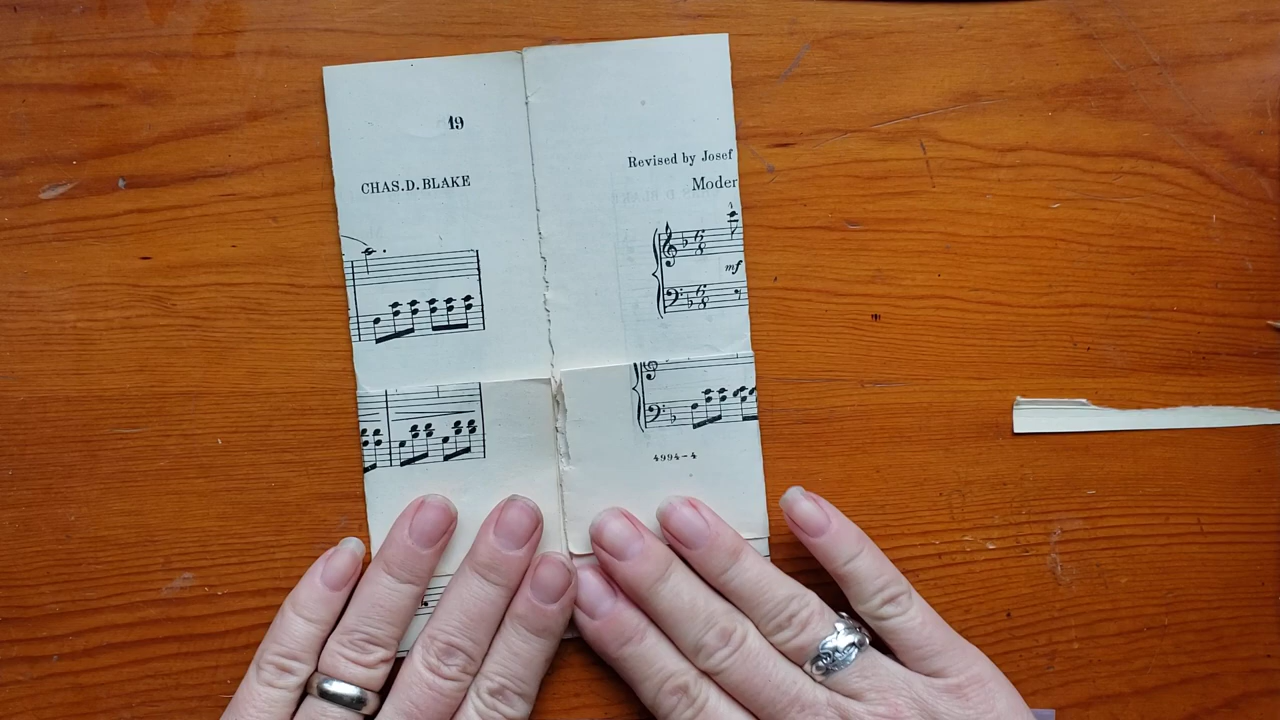 19
CHAS.D.BLAKE
Revised by Josef
Moder
mf
4994-4